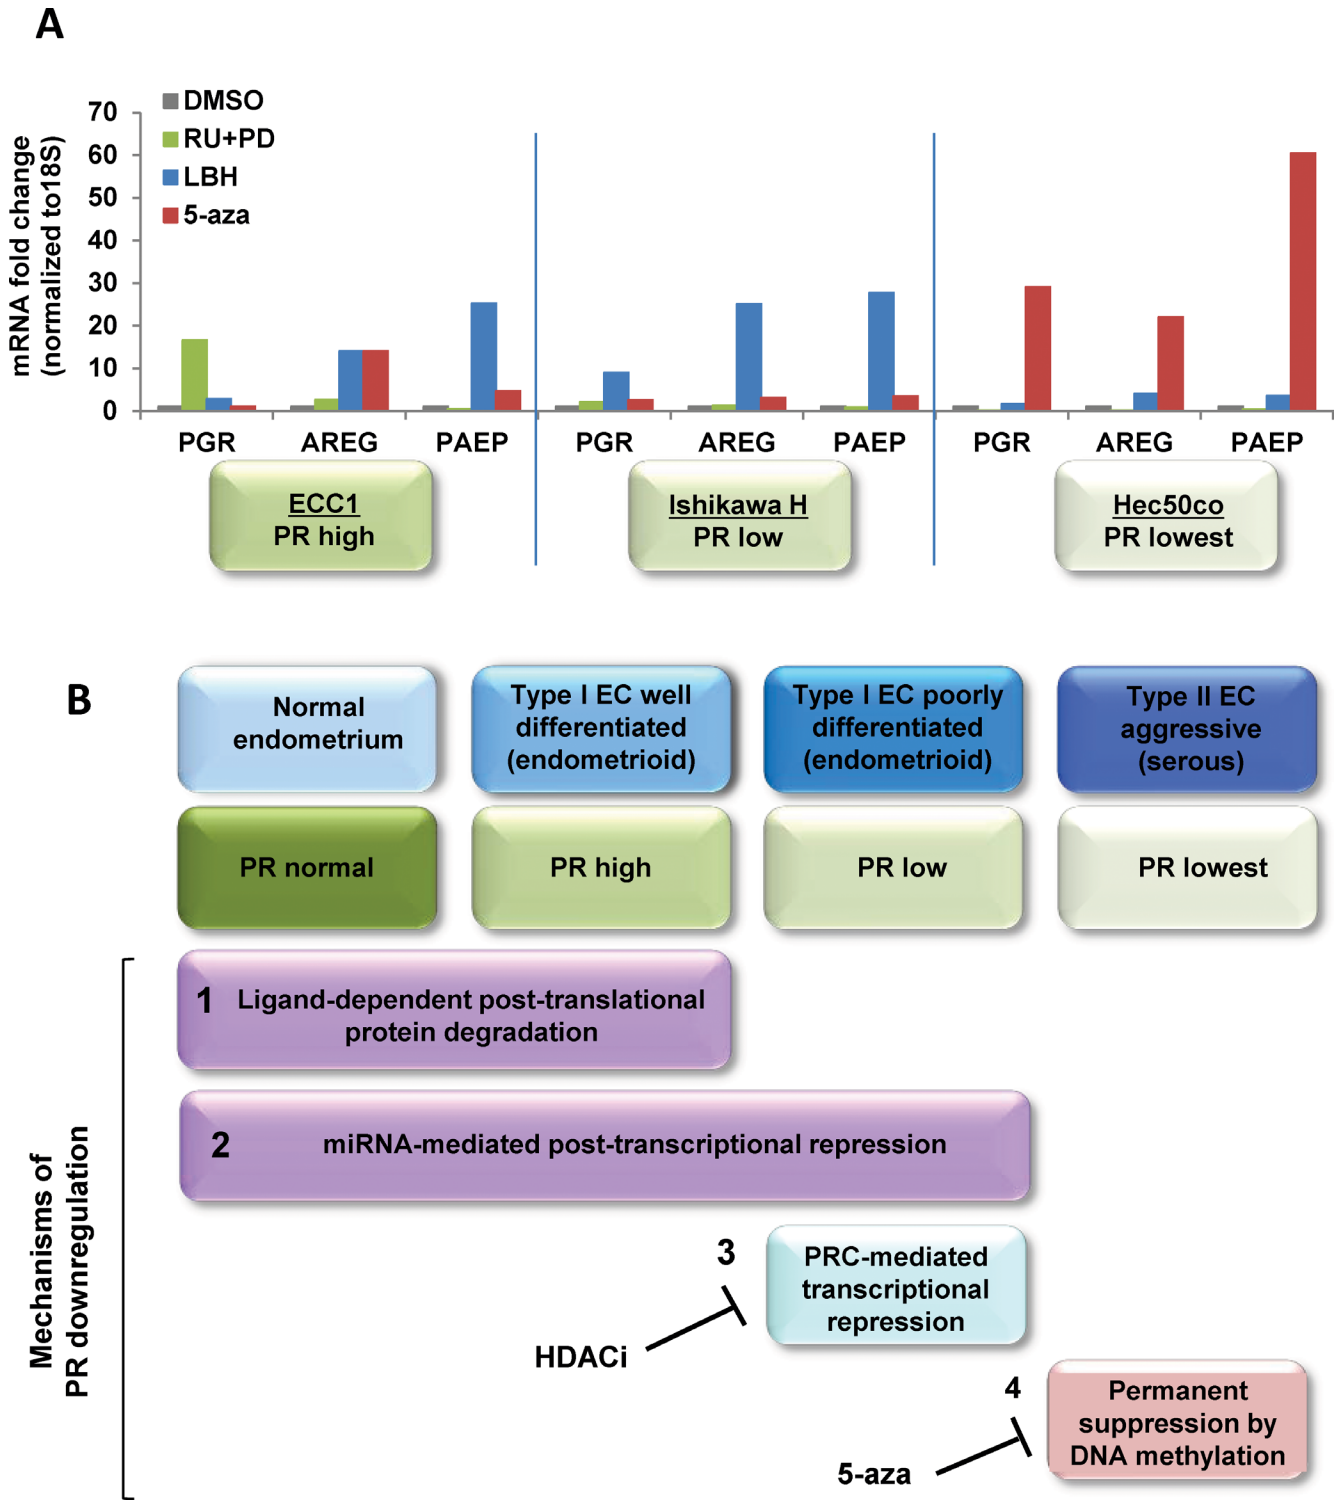 A
DMSO
RU+PD
LBH
5-aza
mRNA fold change
(normalized to18S)
70
60
50
40
30
20
10
0
PGR AREG PAEP PGR AREG PAEP PGR AREG PAEP
ECC1
PR high
Ishikawa H
PR low
Hec50co
PR lowest
B
Normal
endometrium
Type I EC well
differentiated
(endometrioid)
Type I EC poorly
differentiated
(endometrioid)
Type II EC
aggressive
(serous)
PR normal
PR high
PR low
PR lowest
Mechanisms of
PR downregulation
1 Ligand-dependent post-translational
protein degradation
2 miRNA-mediated post-transcriptional repression
3
PRC-mediated
transcriptional
repression
HDACi
4
Permanent
suppression by
DNA methylation
5-aza